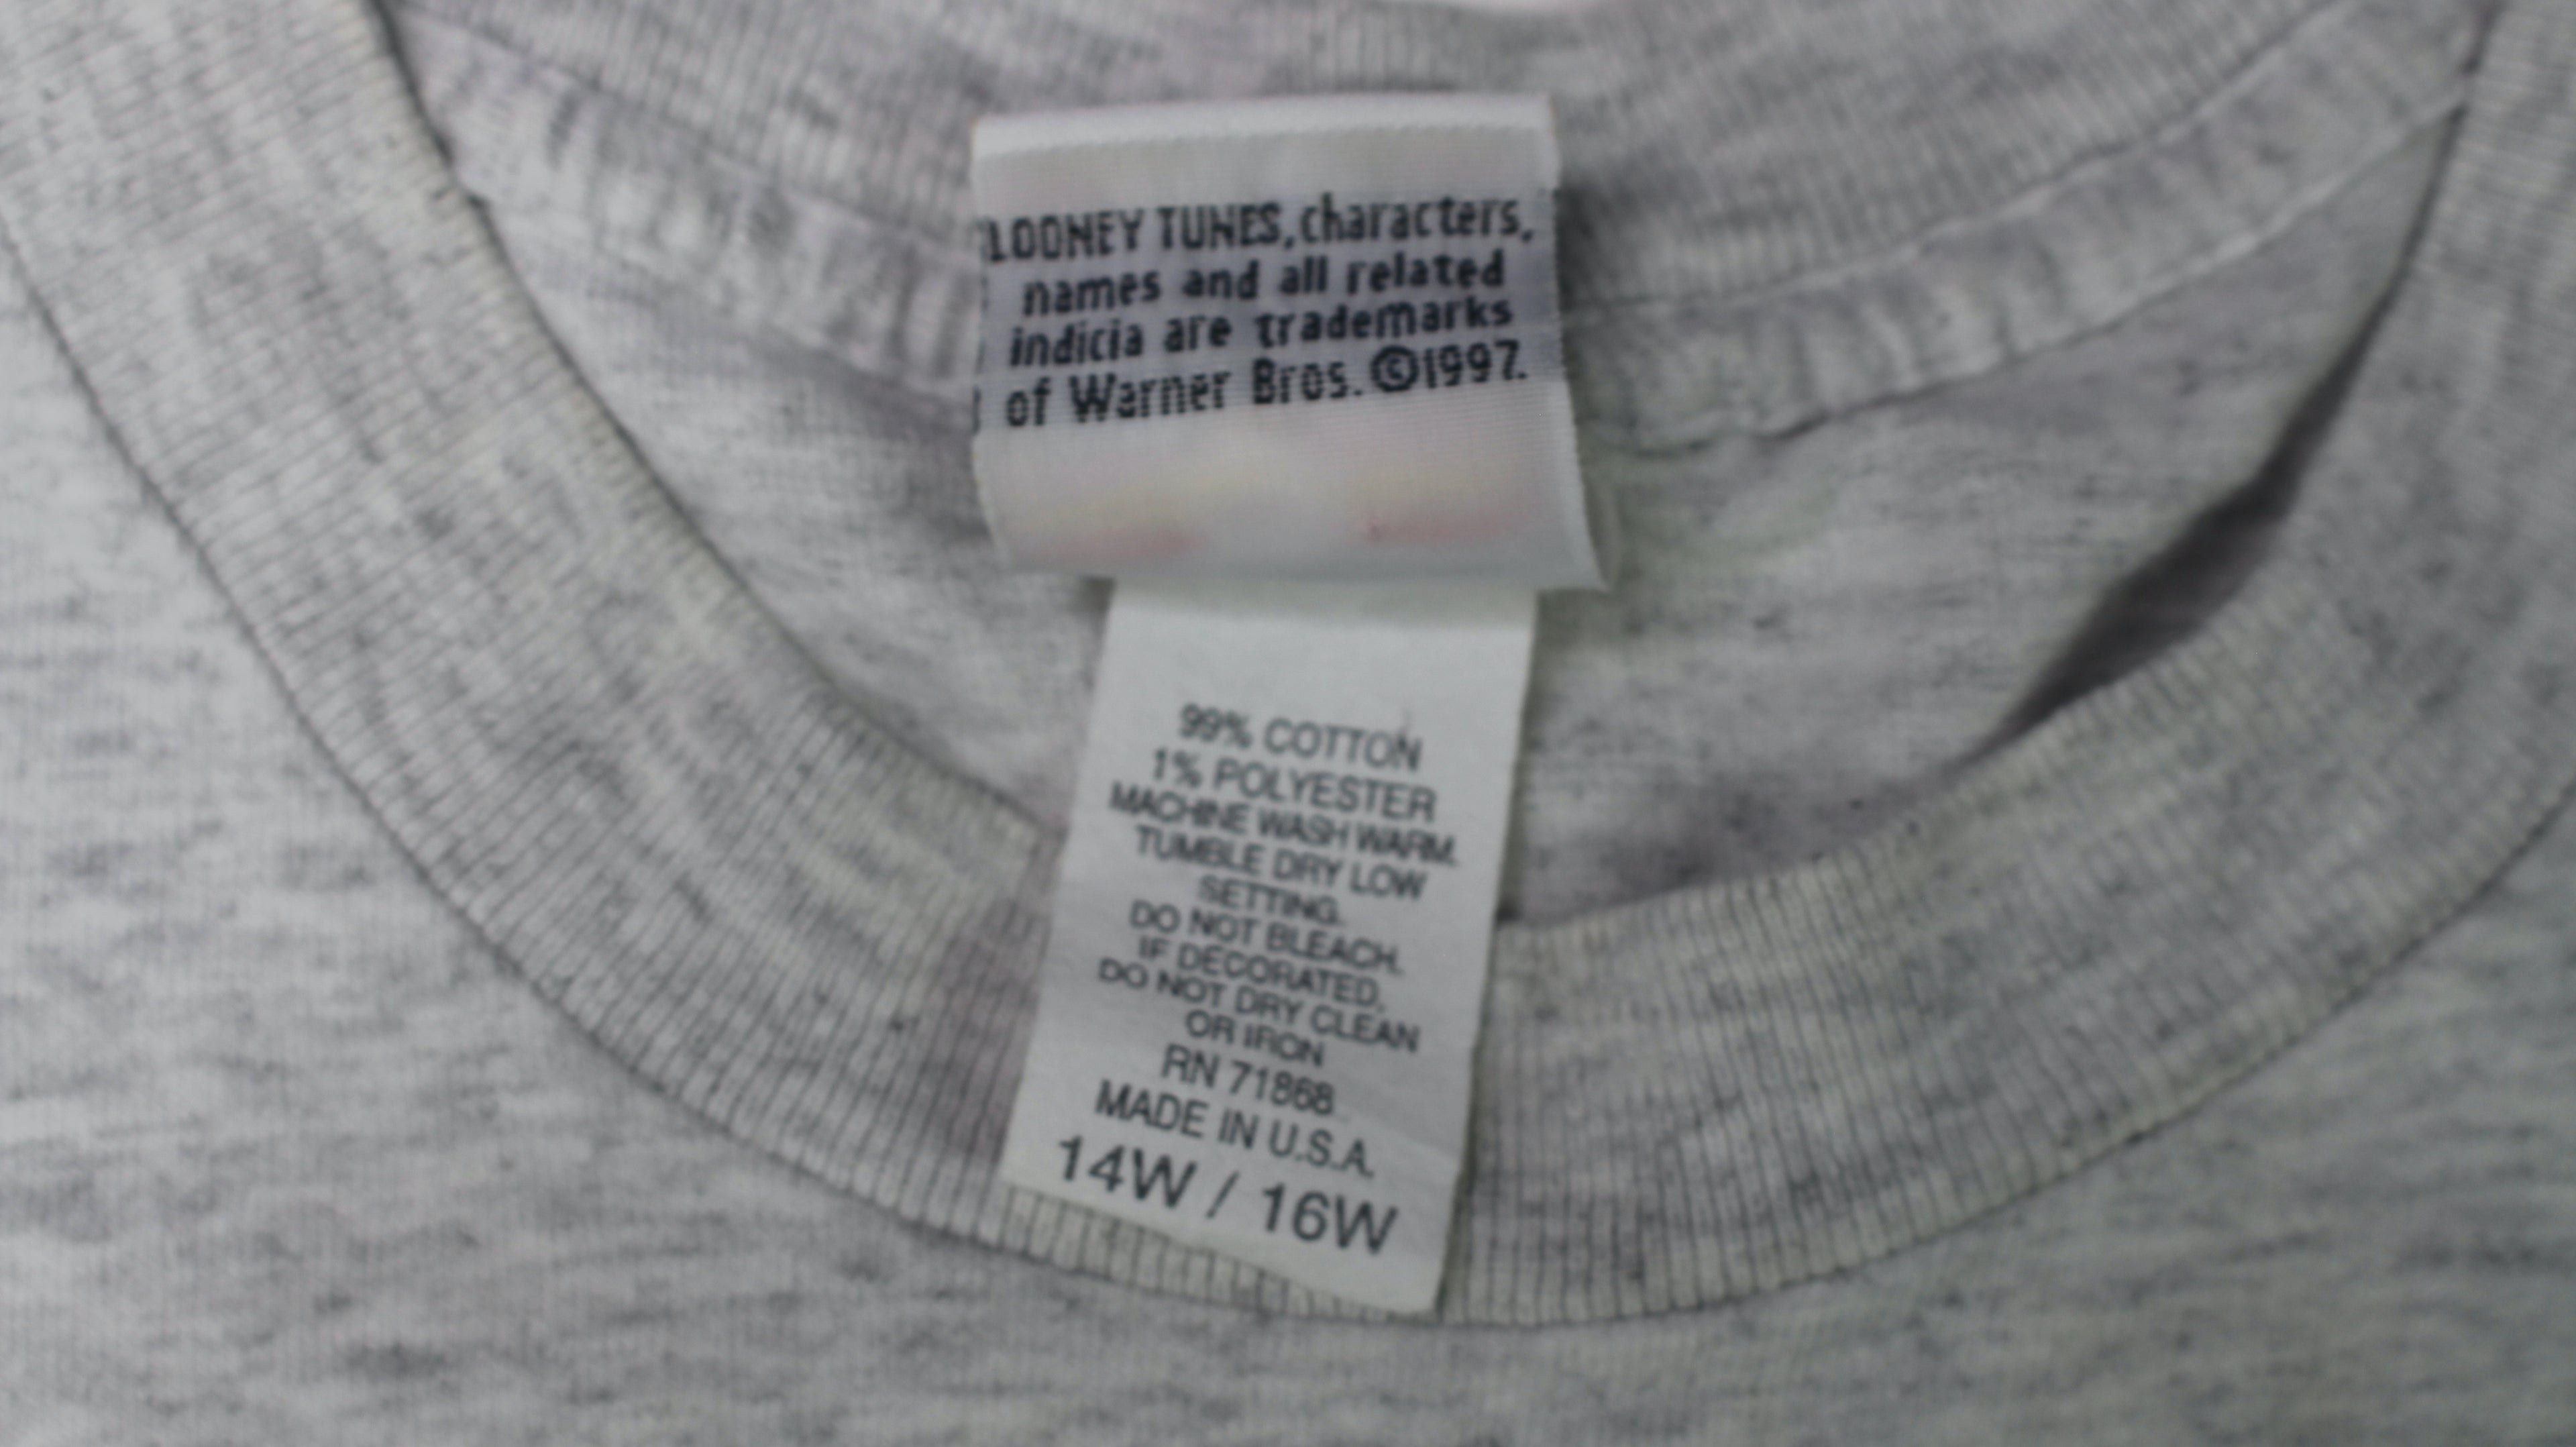 LOONEY TUNES, characters,
names and all related
indicia are trademarks
of Warner Bros. ©1997.
99% COTTON
1% POLYESTER
MACHINE WASH WARM.
TUMBLE DRY LOW
SETTING.
DO NOT BLEACH.
IF DECORATED,
DO NOT DRY CLEAN
OR IRON
RN 71868
MADE IN U.S.A.
14W / 16W